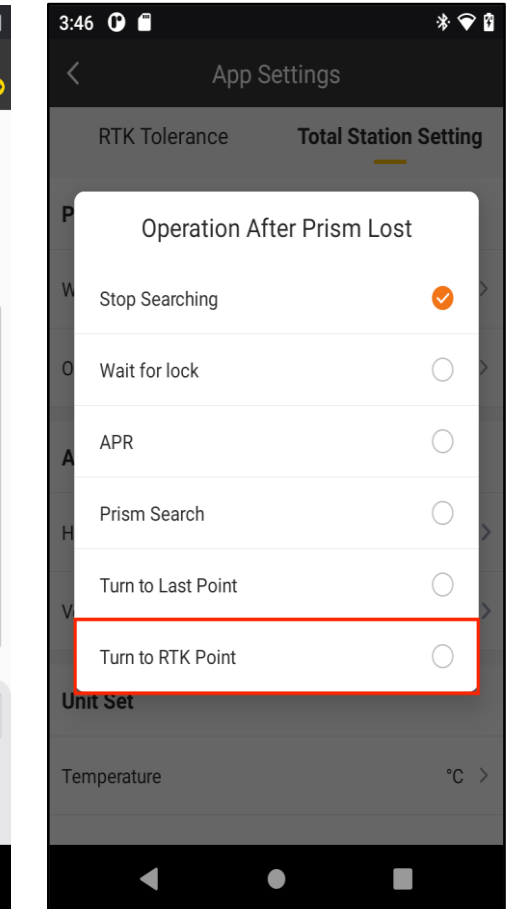 3:46
App Settings
RTK Tolerance Total Station Setting
P
Operation After Prism Lost
W
Stop Searching
O
Wait for lock
A
APR
H
Prism Search
V
Turn to Last Point
Turn to RTK Point
Unit Set
Temperature °C